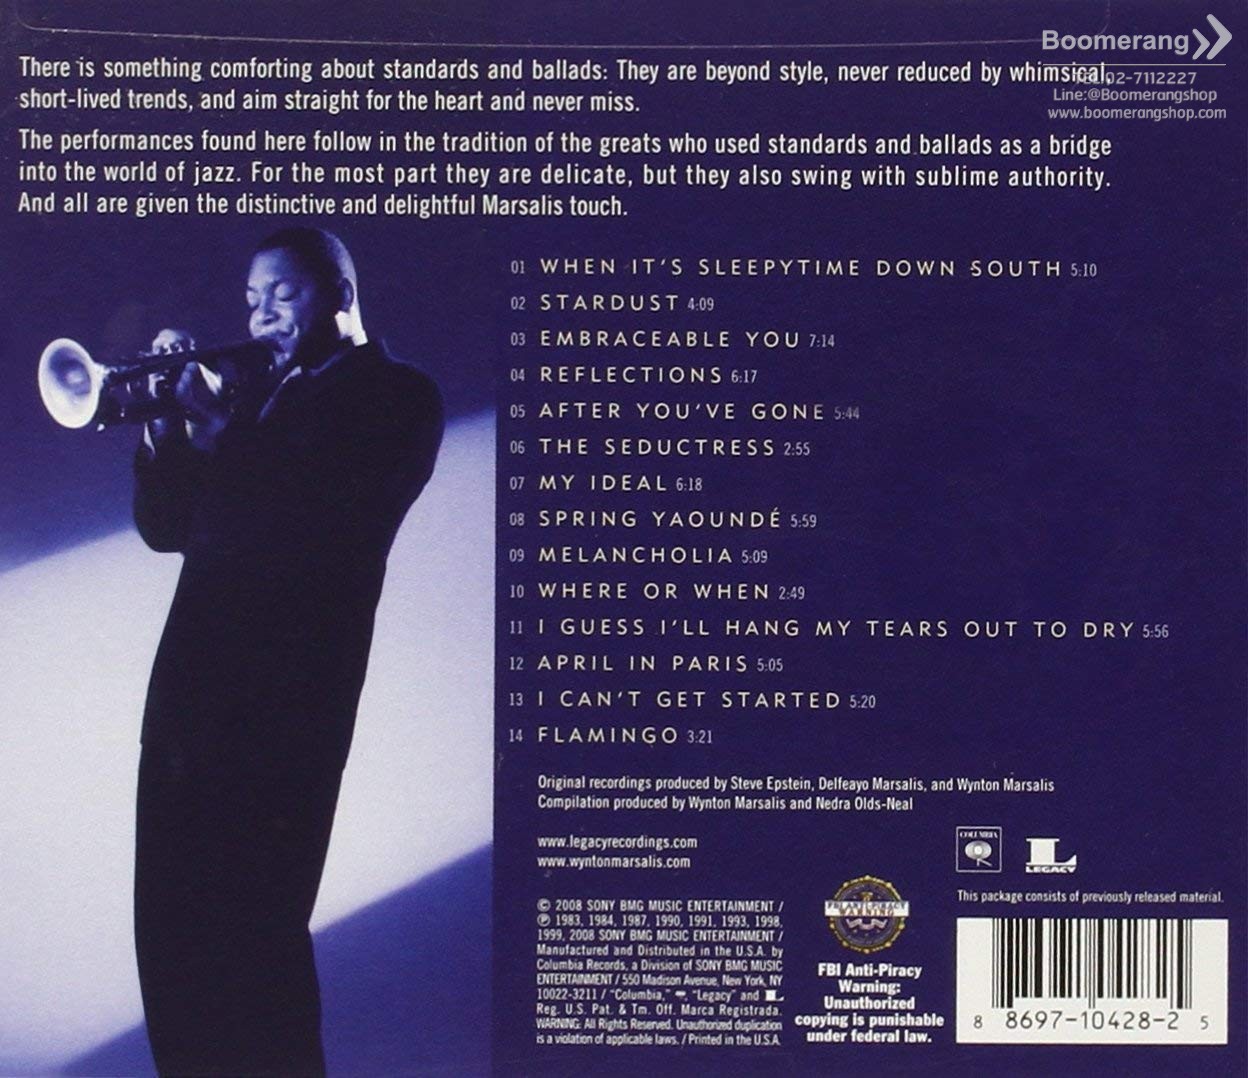 Boomerang
TEL.02-7112227
Line:@Boomerangshop
www.boomerangshop.com
There is something comforting about standards and ballads: They are beyond style, never reduced by whimsical,
short-lived trends, and aim straight for the heart and never miss.
The performances found here follow in the tradition of the greats who used standards and ballads as a bridge
into the world of jazz. For the most part they are delicate, but they also swing with sublime authority.
And all are given the distinctive and delightful Marsalis touch.
01 WHEN IT'S SLEEPYTIME DOWN SOUTH 5:10
02 STARDUST 4:09
03 EMBRACEABLE YOU 7:14
04 REFLECTIONS 6:17
05 AFTER YOU'VE GONE 5:44
06 THE SEDUCTRESS 2:55
07 MY IDEAL 6:18
08 SPRING YAOUNDÉ 5:59
09 MELANCHOLIA 5:09
10 WHERE OR WHEN 2:49
11 I GUESS I'LL HANG MY TEARS OUT TO DRY 5:56
12 APRIL IN PARIS 5:05
13 I CAN'T GET STARTED 5:20
14 FLAMINGO 3:21
Original recordings produced by Steve Epstein, Delfeayo Marsalis, and Wynton Marsalis
Compilation produced by Wynton Marsalis and Nedra Olds-Neal
www.legacyrecordings.com
www.wyntonmarsalis.com
COLUMBIA
L
LEGACY
This package consists of previously released material.
© 2008 SONY BMG MUSIC ENTERTAINMENT /
℗ 1983, 1984, 1987, 1990, 1991, 1993, 1998,
1999, 2008 SONY BMG MUSIC ENTERTAINMENT /
Manufactured and Distributed in the U.S.A. by
Columbia Records, a Division of SONY BMG MUSIC
ENTERTAINMENT / 550 Madison Avenue, New York, NY
10022-3211 / "Columbia," "Legacy" and L
Reg. U.S. Pat. & Tm. Off. Marca Registrada.
WARNING: All Rights Reserved. Unauthorized duplication
is a violation of applicable laws. / Printed in the U.S.A.
FBI ANTI-PIRACY
WARNING
FBI Anti-Piracy
Warning:
Unauthorized
copying is punishable
under federal law.
8 8697-10428-2 5